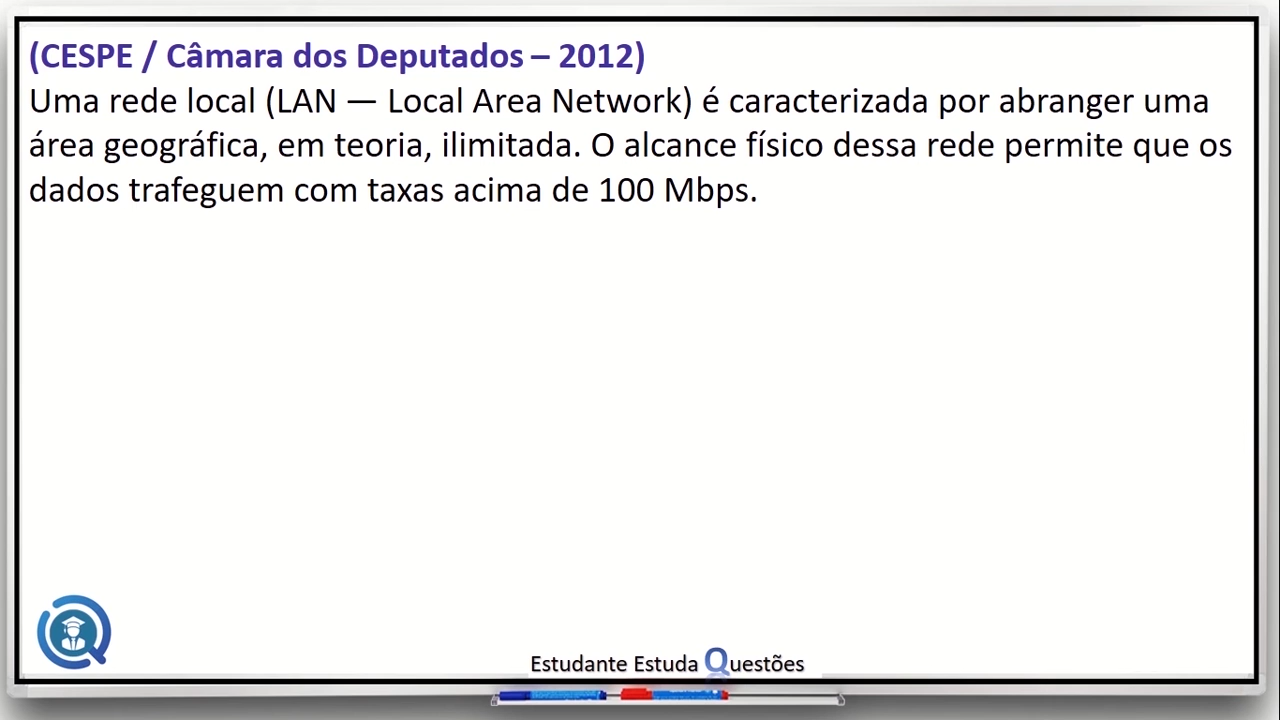 (CESPE / Câmara dos Deputados – 2012)
Uma rede local (LAN — Local Area Network) é caracterizada por abranger uma
área geográfica, em teoria, ilimitada. O alcance físico dessa rede permite que os
dados trafeguem com taxas acima de 100 Mbps.
Estudante Estuda Questões